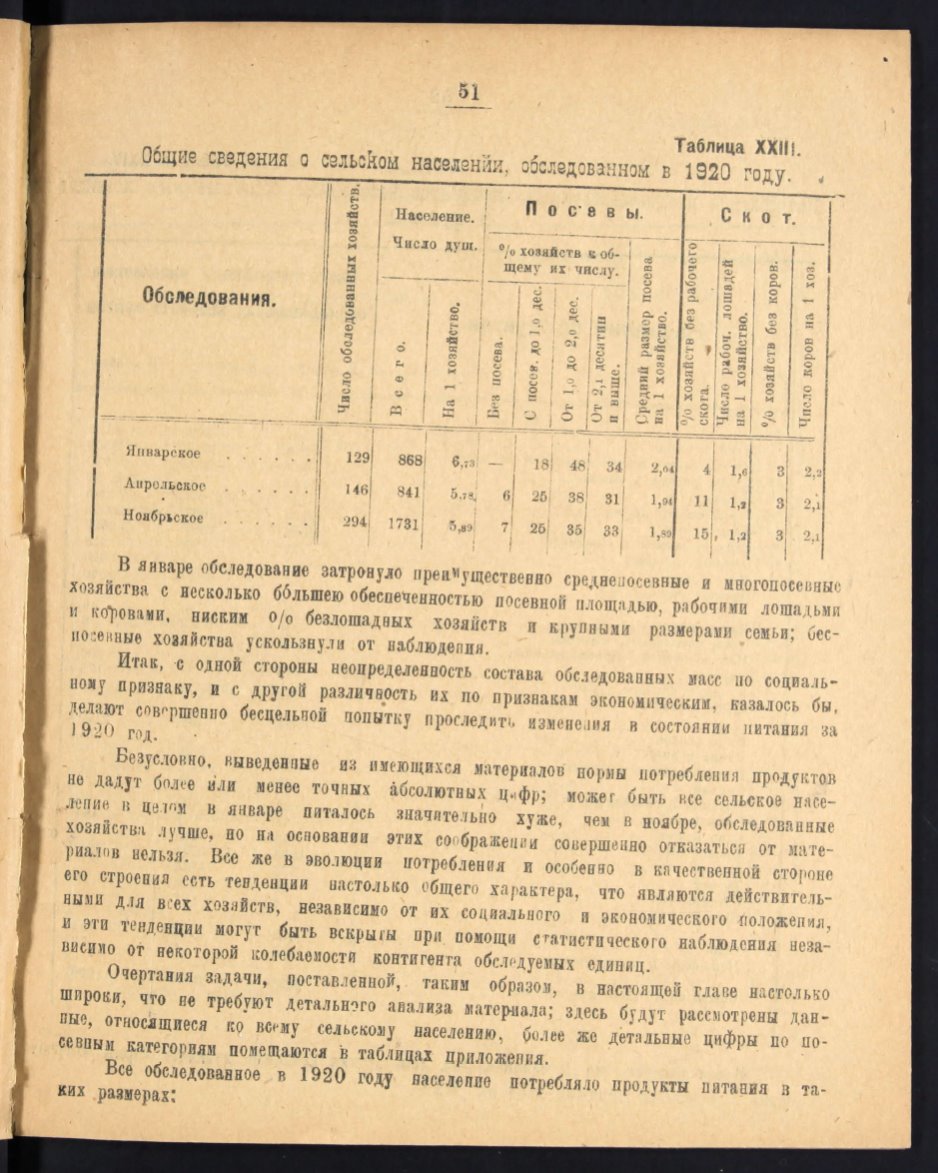 51
Таблица XXIII.
Общие сведения о сельском населении, обследованном в 1920 году.
Обследования.
Число обследованных хозяйств.
Население.
Число душ.
Всего.
На 1 хозяйство.
Посевы.
% хозяйств к об-
щему их числу.
Без посева.
С посев. до 1,0 дес.
От 1,0 до 2,0 дес.
От 2,1 десятин
и выше.
Средний размер посева
на 1 хозяйство.
Скот.
% хозяйств без рабочего
скота.
Число рабоч. лошадей
на 1 хозяйство.
% хозяйств без коров.
Число коров на 1 хоз.
Январское . . . . . . 129 868 6,73 — 18 48 34 2,04 4 1,6 3 2,2
Апрельское . . . . . . 146 841 5,78 6 25 38 31 1,94 11 1,2 3 2,1
Ноябрьское . . . . . . 294 1731 5,89 7 25 35 33 1,89 15 1,2 3 2,1
В январе обследование затронуло преимущественно среднепосевные и многопосевные
хозяйства с несколько бо́льшею обеспеченностью посевной площадью, рабочими лошадьми
и коровами, ниским о/о безлошадных хозяйств и крупными размерами семьи; бес-
посевные хозяйства ускользнули от наблюдения.
Итак, с одной стороны неопределенность состава обследованных масс по социаль-
ному признаку, и с другой различность их по признакам экономическим, казалось бы,
делают совершенно бесцельной попытку проследить изменения в состоянии питания за
1920 год.
Безусловно, выведенные из имеющихся материалов нормы потребления продуктов
не дадут более или менее точных абсолютных цифр; может быть все сельское насе-
ление в целом в январе питалось значительно хуже, чем в ноябре, обследованные
хозяйства лучше, но на основании этих соображений совершенно отказаться от мате-
риалов нельзя. Все же в эволюции потребления и особенно в качественной стороне
его строения есть тенденции настолько общего характера, что являются действитель-
ными для всех хозяйств, независимо от их социального и экономического положения,
и эти тенденции могут быть вскрыты при помощи статистического наблюдения неза-
висимо от некоторой колебаемости контигента обследуемых единиц.
Очертания задачи, поставленной, таким образом, в настоящей главе настолько
широки, что не требуют детального анализа материала; здесь будут рассмотрены дан-
ные, относящиеся ко всему сельскому населению, более же детальные цифры по по-
севным категориям помещаются в таблицах приложения.
Все обследованное в 1920 году население потребляло продукты питания в та-
ких размерах: